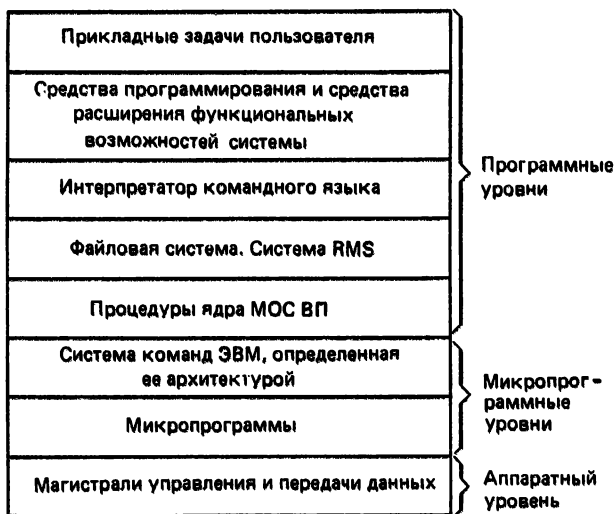 Прикладные задачи пользователя
Средства программирования и средства
расширения функциональных
возможностей системы
Интерпретатор командного языка
Файловая система. Система RMS
Процедуры ядра МОС ВП
Программные
уровни
Система команд ЭВМ, определенная
ее архитектурой
Микропрограммы
Микропрог-
раммные
уровни
Магистрали управления и передачи данных
Аппаратный
уровень